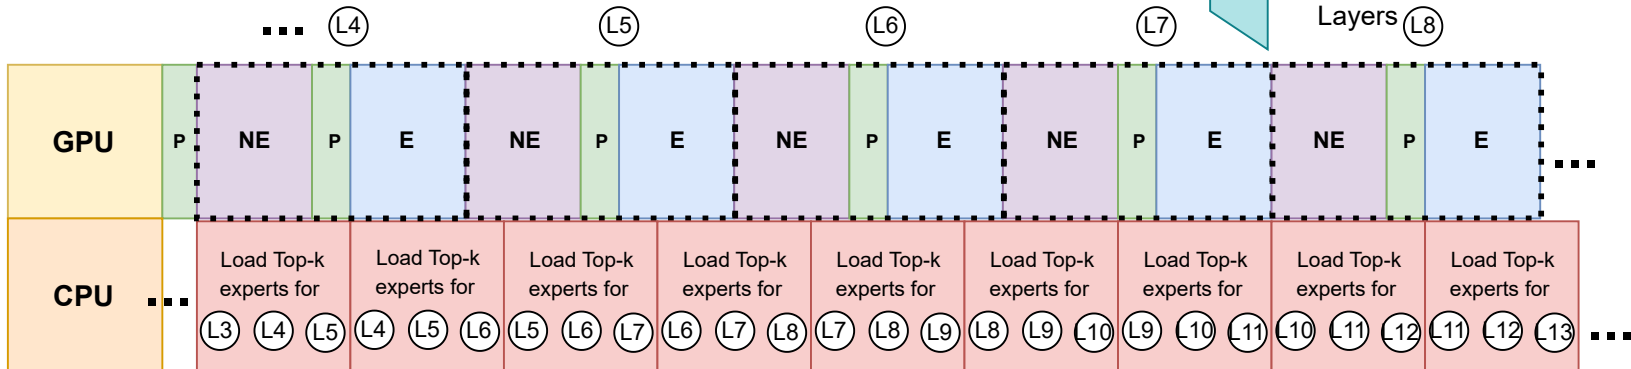 L4 L5 L6 L7 Layers L8
GPU P NE P E NE P E NE P E NE P E NE P E
CPU
Load Top-k
experts for
L3 L4 L5
Load Top-k
experts for
L4 L5 L6
Load Top-k
experts for
L5 L6 L7
Load Top-k
experts for
L6 L7 L8
Load Top-k
experts for
L7 L8 L9
Load Top-k
experts for
L8 L9 L10
Load Top-k
experts for
L9 L10 L11
Load Top-k
experts for
L10 L11 L12
Load Top-k
experts for
L11 L12 L13